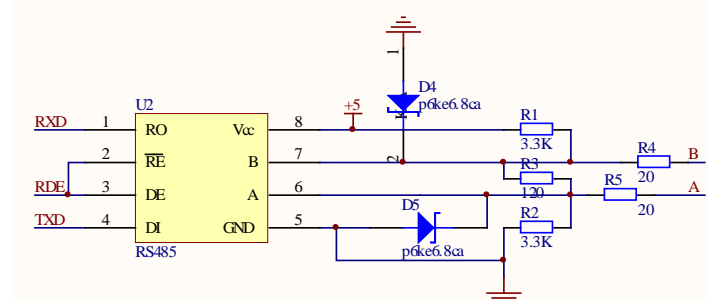 1
D4
p6ke6.8ca
K
2
U2
+5
RXD
1
RO
Vcc
8
R1
3.3K
2
RE
B
7
R4
20
B
R3
120
RDE
3
DE
A
6
R5
20
A
TXD
4
DI
GND
5
D5
p6ke6.8ca
R2
3.3K
RS485